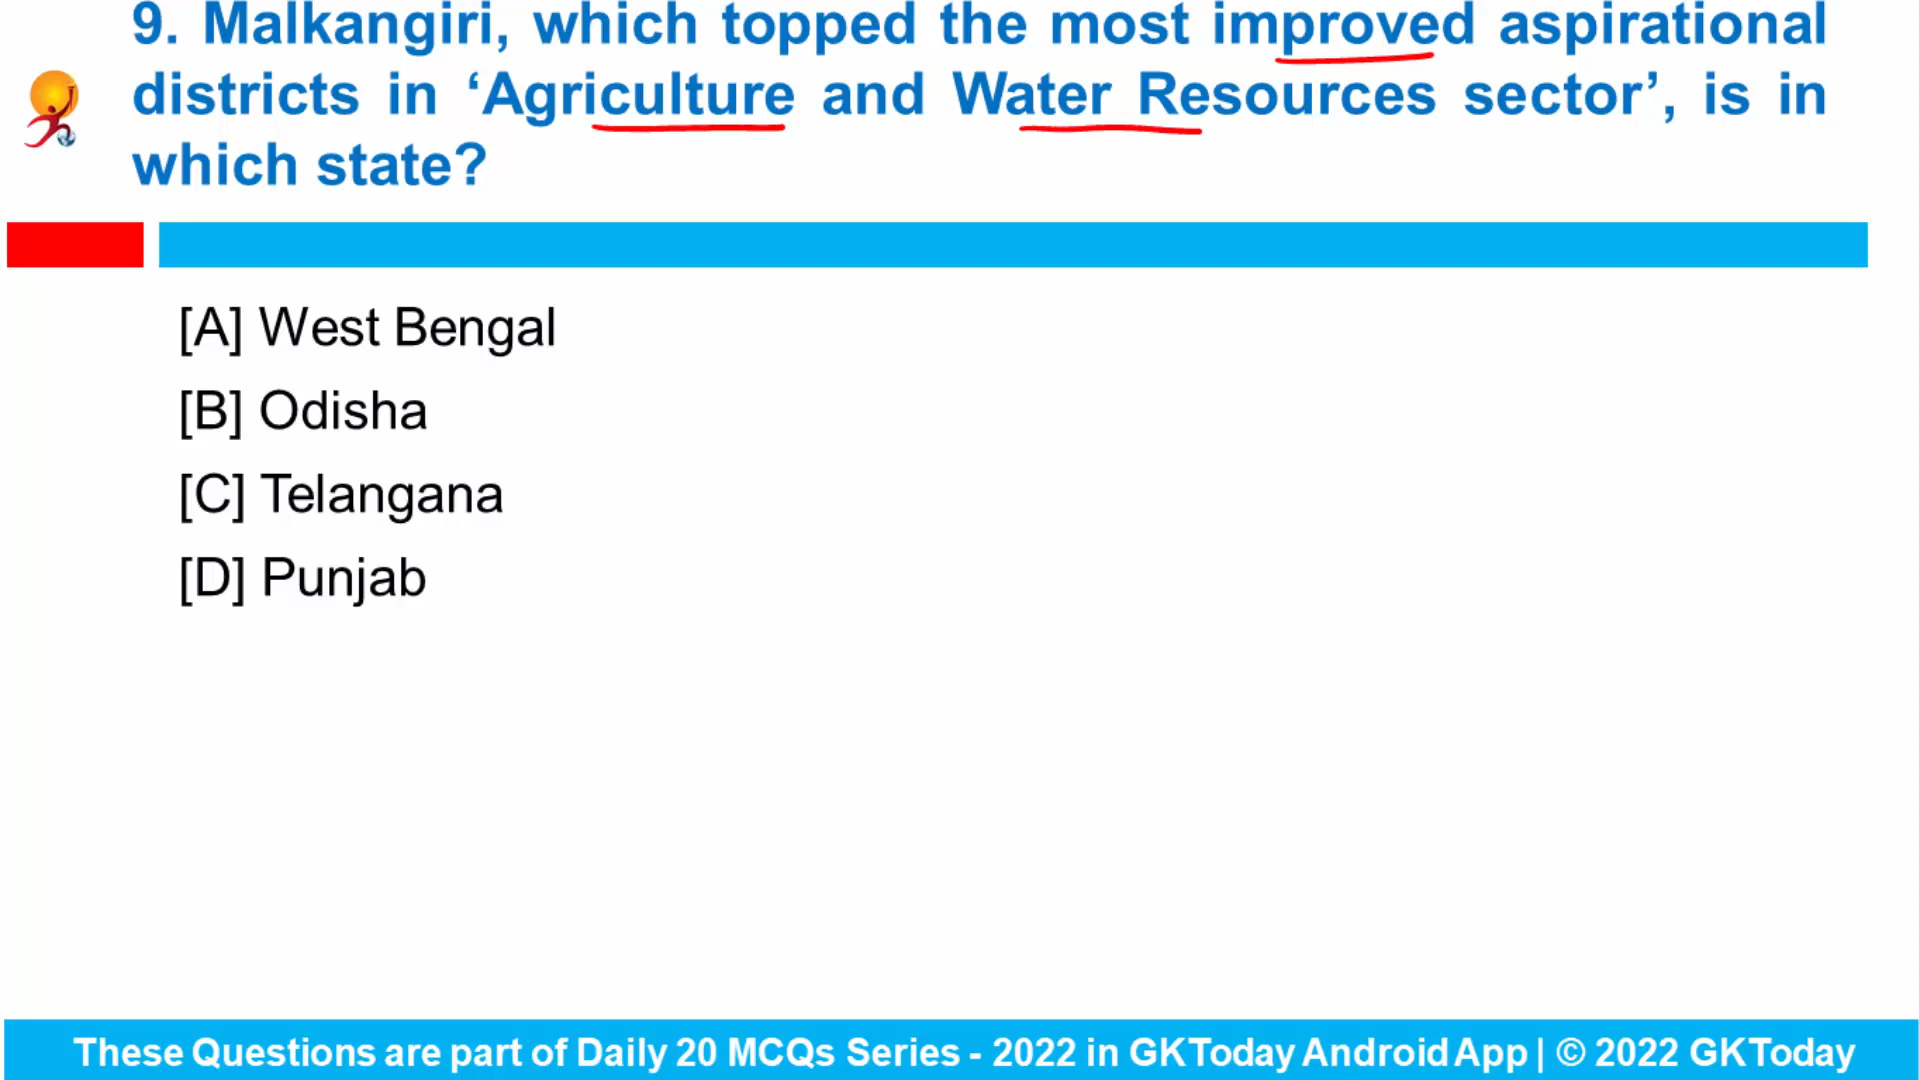 9. Malkangiri, which topped the most improved aspirational
districts in ‘Agriculture and Water Resources sector’, is in
which state?
[A] West Bengal
[B] Odisha
[C] Telangana
[D] Punjab
These Questions are part of Daily 20 MCQs Series - 2022 in GKToday Android App | © 2022 GKToday